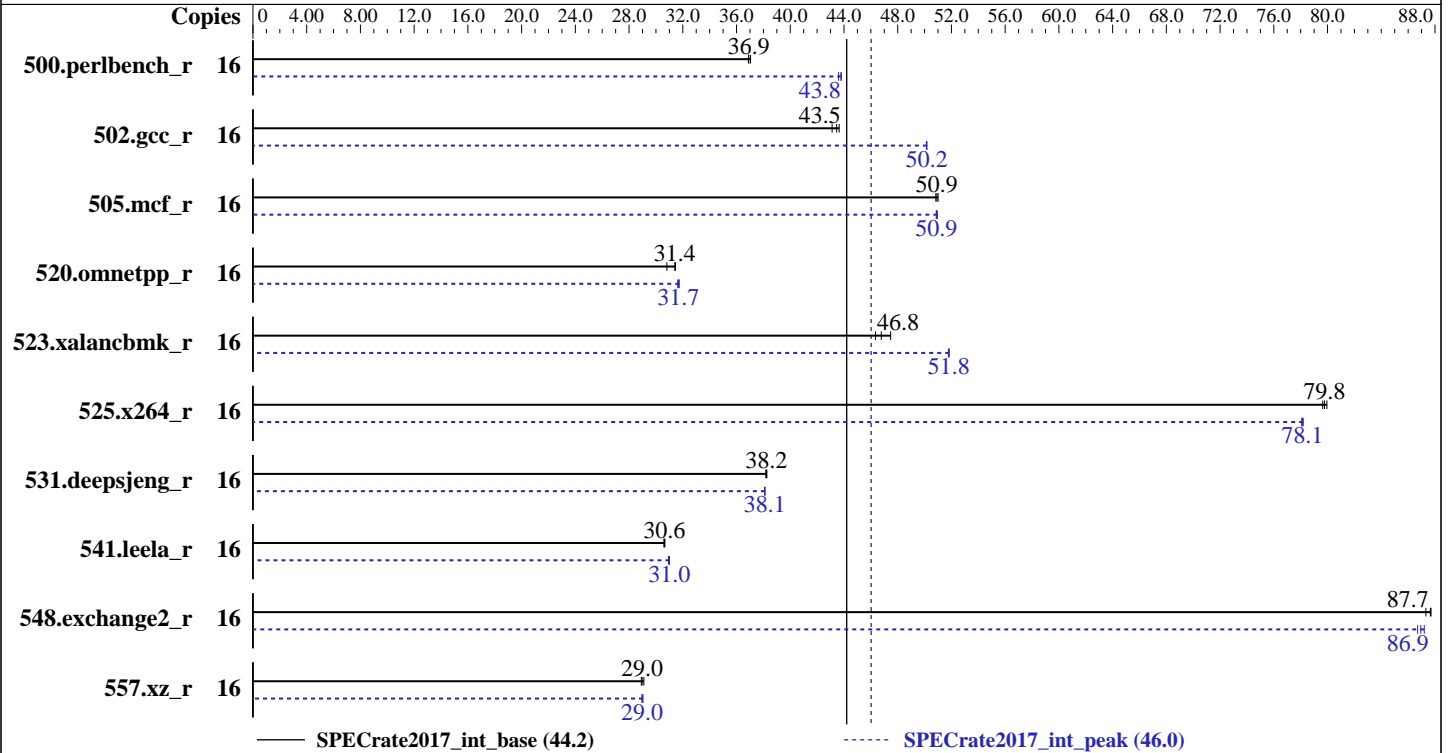 Copies 0 4.00 8.00 12.0 16.0 20.0 24.0 28.0 32.0 36.0 40.0 44.0 48.0 52.0 56.0 60.0 64.0 68.0 72.0 76.0 80.0 88.0
36.9
500.perlbench_r 16
43.8
43.5
502.gcc_r 16
50.2
50.9
505.mcf_r 16
50.9
31.4
520.omnetpp_r 16
31.7
46.8
523.xalancbmk_r 16
51.8
79.8
525.x264_r 16
78.1
38.2
531.deepsjeng_r 16
38.1
30.6
541.leela_r 16
31.0
87.7
548.exchange2_r 16
86.9
29.0
557.xz_r 16
29.0
SPECrate2017_int_base (44.2) SPECrate2017_int_peak (46.0)